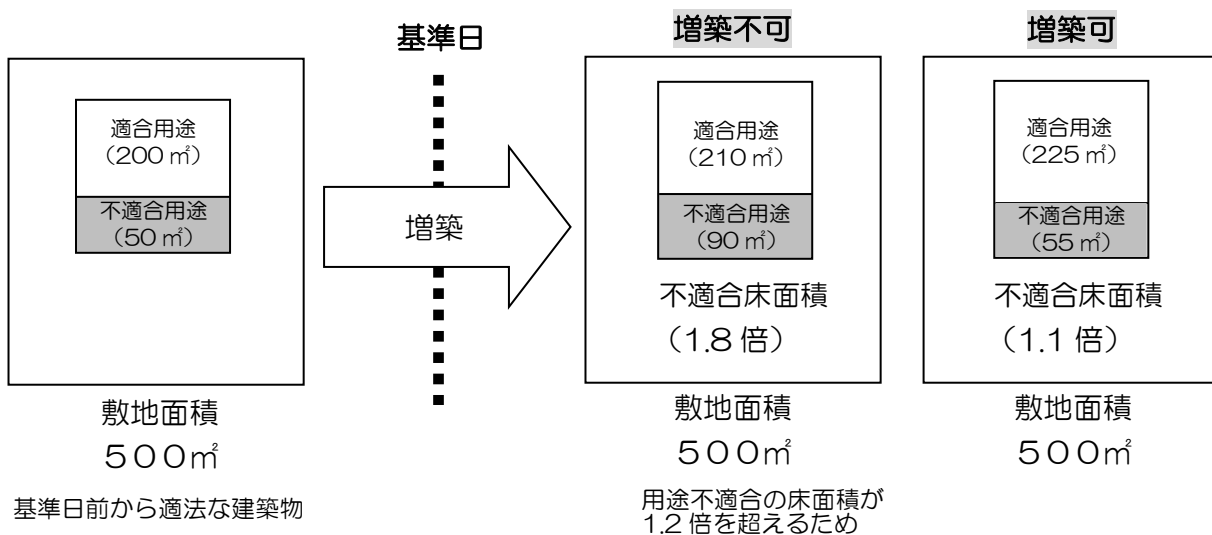 基準日
増築不可
増築可
適合用途
（200㎡）
不適合用途
（50㎡）
増築
適合用途
（210㎡）
不適合用途
（90㎡）
不適合床面積
（1.8倍）
適合用途
（225㎡）
不適合用途
（55㎡）
不適合床面積
（1.1倍）
敷地面積
５００㎡
敷地面積
５００㎡
敷地面積
５００㎡
基準日前から適法な建築物
用途不適合の床面積が
1.2倍を超えるため